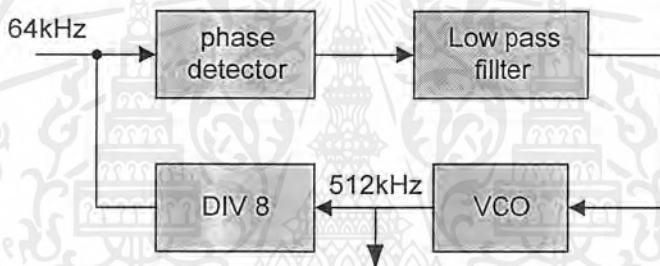 64kHz
phase
detector
Low pass
fillter
DIV 8
512kHz
VCO